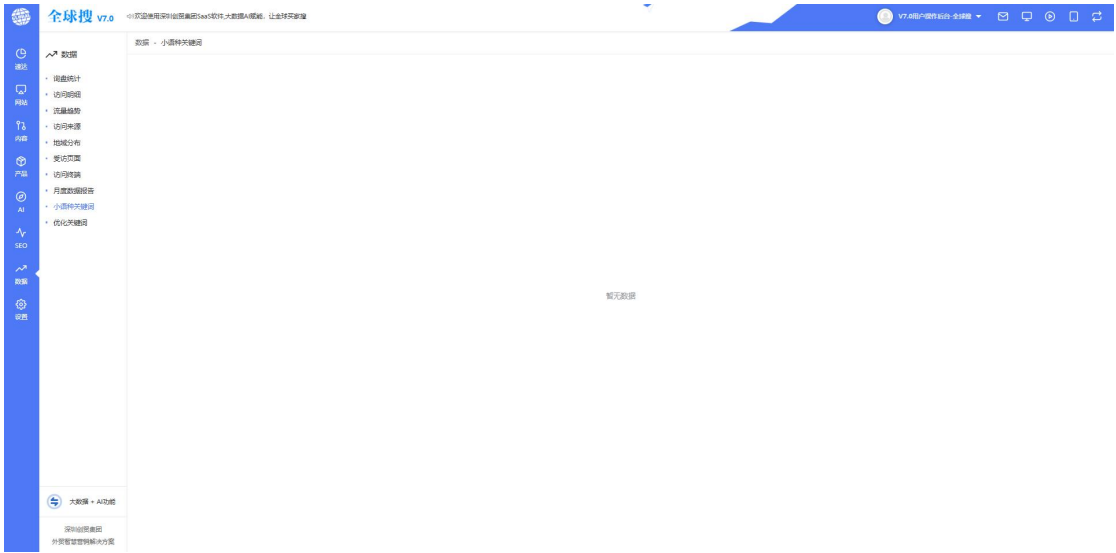 全球搜 V7.0
欢迎使用深圳创贸集团SaaS软件,大数据AI赋能，让全球买家搜
V7.0用户操作后台-全球搜
速达
网站
内容
产品
AI
SEO
数据
设置
数据
询盘统计
访问明细
流量趋势
访问来源
地域分布
受访页面
访问终端
月度数据报告
小语种关键词
优化关键词
大数据 + AI功能
深圳创贸集团
外贸智慧营销解决方案
数据 - 小语种关键词
暂无数据